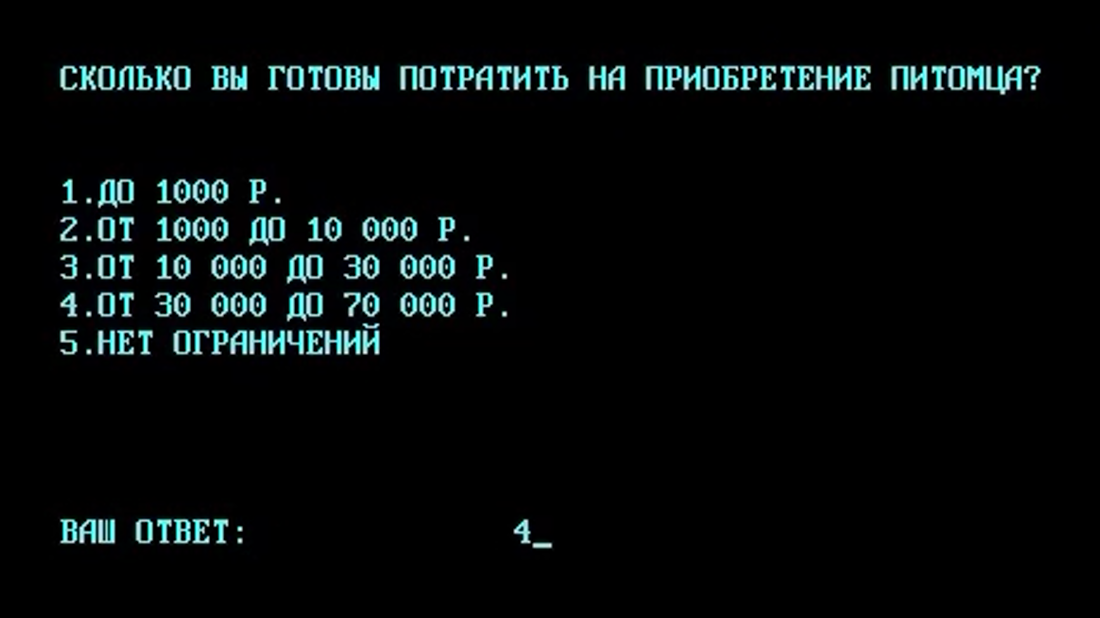 СКОЛЬКО ВЫ ГОТОВЫ ПОТРАТИТЬ НА ПРИОБРЕТЕНИЕ ПИТОМЦА?
1.ДО 1000 Р.
2.ОТ 1000 ДО 10 000 Р.
3.ОТ 10 000 ДО 30 000 Р.
4.ОТ 30 000 ДО 70 000 Р.
5.НЕТ ОГРАНИЧЕНИЙ
ВАШ ОТВЕТ: 4_